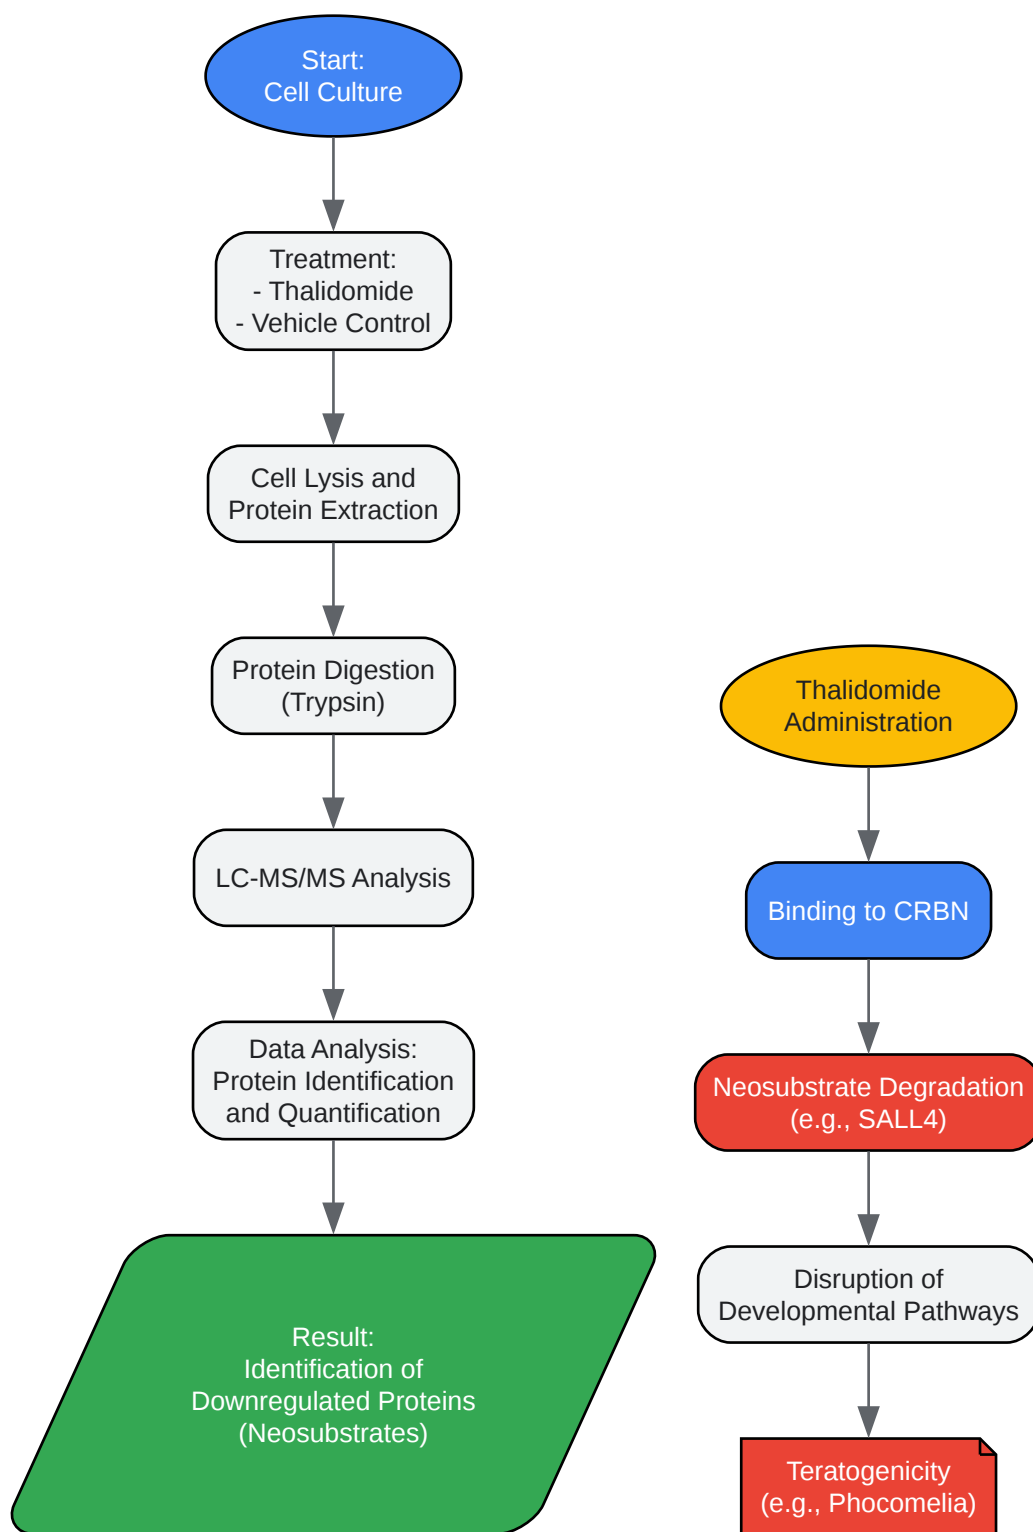 Start:
Cell Culture
Treatment:
- Thalidomide
- Vehicle Control
Cell Lysis and
Protein Extraction
Protein Digestion
(Trypsin)
LC-MS/MS Analysis
Data Analysis:
Protein Identification
and Quantification
Result:
Identification of
Downregulated Proteins
(Neosubstrates)
Thalidomide
Administration
Binding to CRBN
Neosubstrate Degradation
(e.g., SALL4)
Disruption of
Developmental Pathways
Teratogenicity
(e.g., Phocomelia)